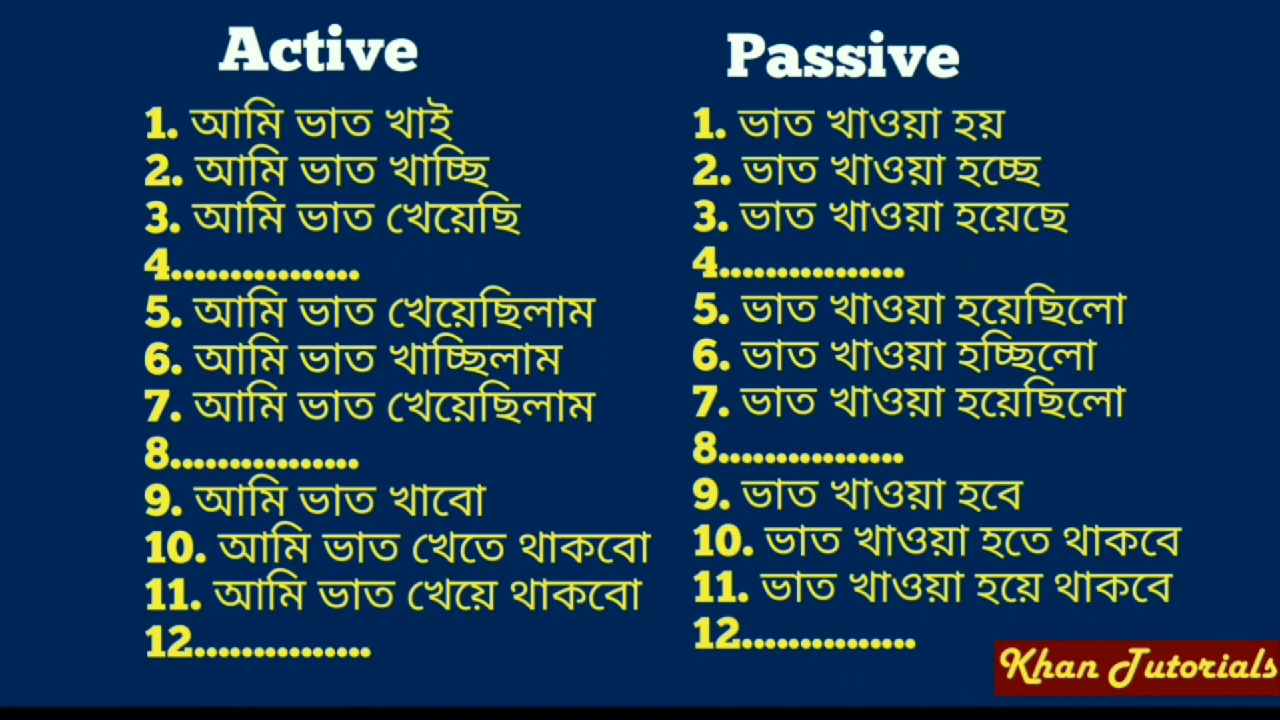 Active
1. আমি ভাত খাই
2. আমি ভাত খাচ্ছি
3. আমি ভাত খেয়েছি
4................
5. আমি ভাত খেয়েছিলাম
6. আমি ভাত খাচ্ছিলাম
7. আমি ভাত খেয়েছিলাম
8................
9. আমি ভাত খাবো
10. আমি ভাত খেতে থাকবো
11. আমি ভাত খেয়ে থাকবো
12...............
Passive
1. ভাত খাওয়া হয়
2. ভাত খাওয়া হচ্ছে
3. ভাত খাওয়া হয়েছে
4................
5. ভাত খাওয়া হয়েছিলো
6. ভাত খাওয়া হচ্ছিলো
7. ভাত খাওয়া হয়েছিলো
8................
9. ভাত খাওয়া হবে
10. ভাত খাওয়া হতে থাকবে
11. ভাত খাওয়া হয়ে থাকবে
12...............
Khan Tutorials